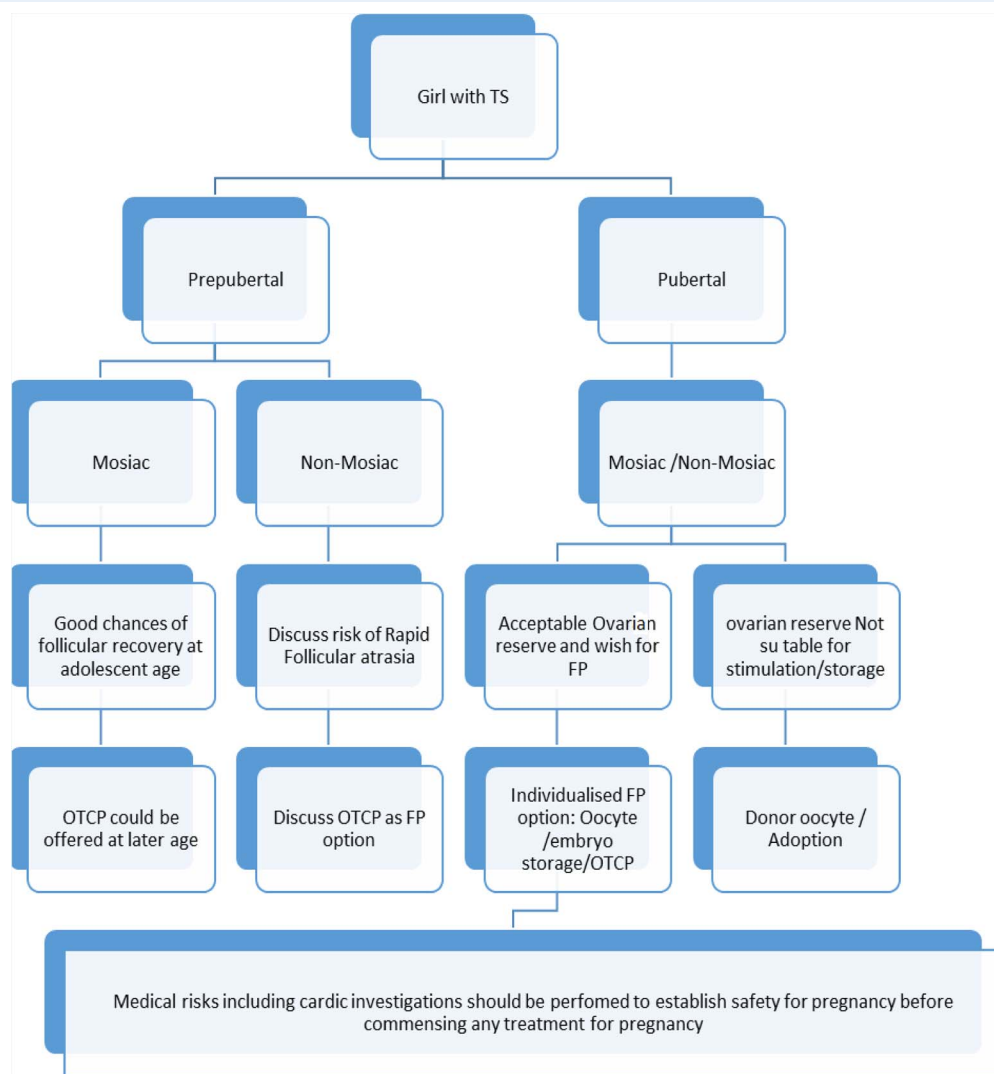 Girl with TS
Prepubertal
Pubertal
Mosiac
Non-Mosiac
Mosiac /Non-Mosiac
Good chances of
follicular recovery at
adolescent age
Discuss risk of Rapid
Follicular atrasia
Acceptable Ovarian
reserve and wish for
FP
ovarian reserve Not
su table for
stimulation/storage
OTCP could be
offered at later age
Discuss OTCP as FP
option
Individualised FP
option: Oocyte
/embryo
storage/OTCP
Donor oocyte /
Adoption
Medical risks including cardic investigations should be perfomed to establish safety for pregnancy before
commensing any treatment for pregnancy